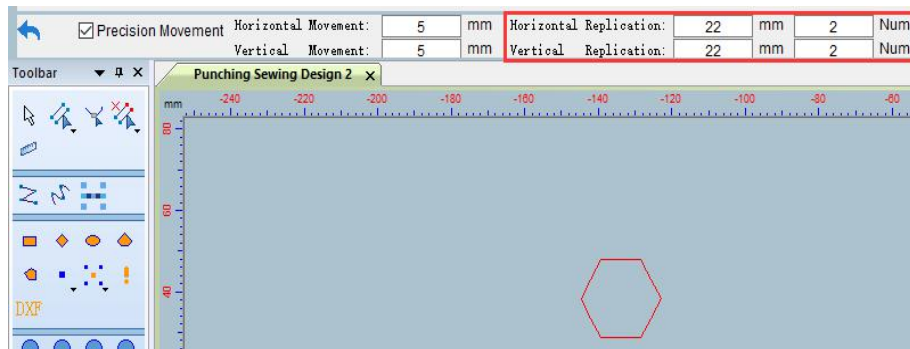 Precision Movement Horizontal Movement: 5 mm Horizontal Replication: 22 mm 2 Num
Vertical Movement: 5 mm Vertical Replication: 22 mm 2 Num
Toolbar Punching Sewing Design 2 x
mm -240 -220 -200 -180 -160 -140 -120 -100 -80 -60
80
60
40
DXF